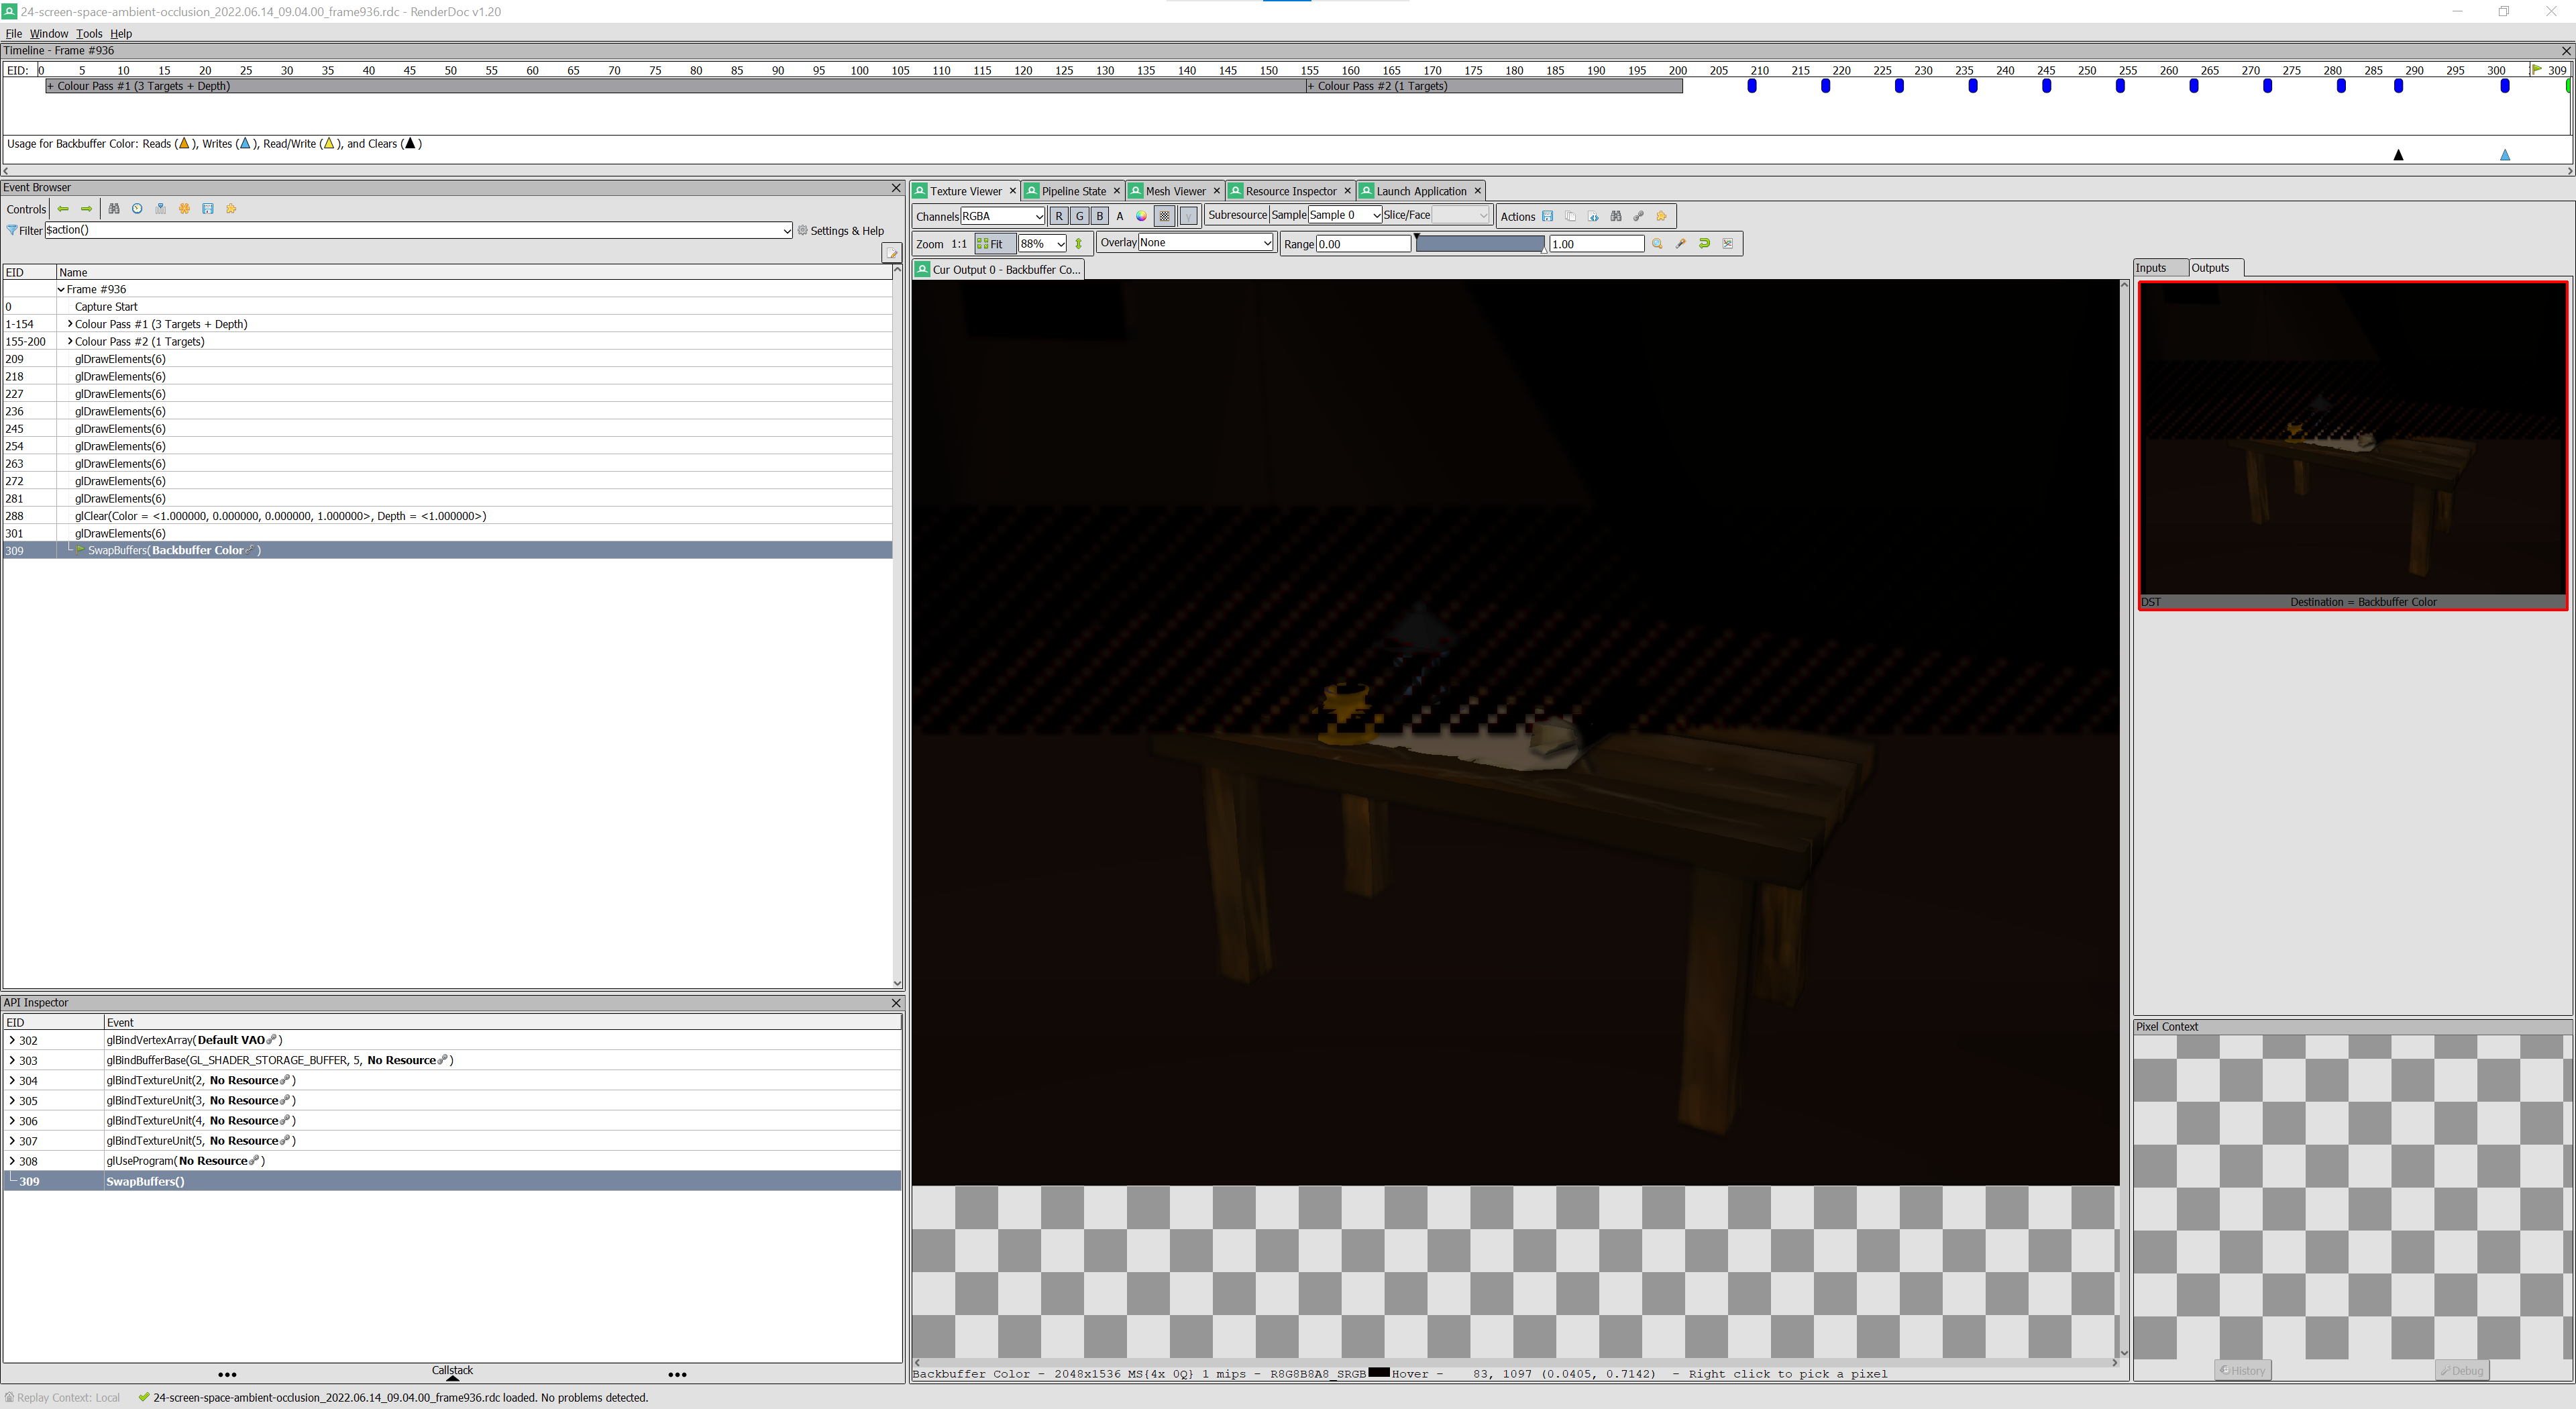 24-screen-space-ambient-occlusion_2022.06.14_09.04.00_frame936.rdc - RenderDoc v1.20
File Window Tools Help
Timeline - Frame #936
EID: 0 5 10 15 20 25 30 35 40 45 50 55 60 65 70 75 80 85 90 95 100 105 110 115 120 125 130 135 140 145 150 155 160 165 170 175 180 185 190 195 200 205 210 215 220 225 230 235 240 245 250 255 260 265 270 275 280 285 290 295 300 309
+ Colour Pass #1 (3 Targets + Depth) + Colour Pass #2 (1 Targets)
Usage for Backbuffer Color: Reads ( ), Writes ( ), Read/Write ( ), and Clears ( )
Event Browser
Controls
Filter $action() Settings & Help
EID Name
Frame #936
0 Capture Start
1-154 Colour Pass #1 (3 Targets + Depth)
155-200 Colour Pass #2 (1 Targets)
209 glDrawElements(6)
218 glDrawElements(6)
227 glDrawElements(6)
236 glDrawElements(6)
245 glDrawElements(6)
254 glDrawElements(6)
263 glDrawElements(6)
272 glDrawElements(6)
281 glDrawElements(6)
288 glClear(Color = <1.000000, 0.000000, 0.000000, 1.000000>, Depth = <1.000000>)
301 glDrawElements(6)
309 SwapBuffers(Backbuffer Color )
API Inspector
EID Event
302 glBindVertexArray(Default VAO )
303 glBindBufferBase(GL_SHADER_STORAGE_BUFFER, 5, No Resource )
304 glBindTextureUnit(2, No Resource )
305 glBindTextureUnit(3, No Resource )
306 glBindTextureUnit(4, No Resource )
307 glBindTextureUnit(5, No Resource )
308 glUseProgram(No Resource )
309 SwapBuffers()
Callstack
Texture Viewer Pipeline State Mesh Viewer Resource Inspector Launch Application
Channels RGBA R G B A γ Subresource Sample Sample 0 Slice/Face Actions
Zoom 1:1 Fit 88% Overlay None Range 0.00 1.00
Cur Output 0 - Backbuffer Co...
Backbuffer Color - 2048x1536 MS{4x 0Q} 1 mips - R8G8B8A8_SRGB Hover - 83, 1097 (0.0405, 0.7142) - Right click to pick a pixel
Inputs Outputs
DST Destination = Backbuffer Color
Pixel Context
History Debug
Replay Context: Local 24-screen-space-ambient-occlusion_2022.06.14_09.04.00_frame936.rdc loaded. No problems detected.